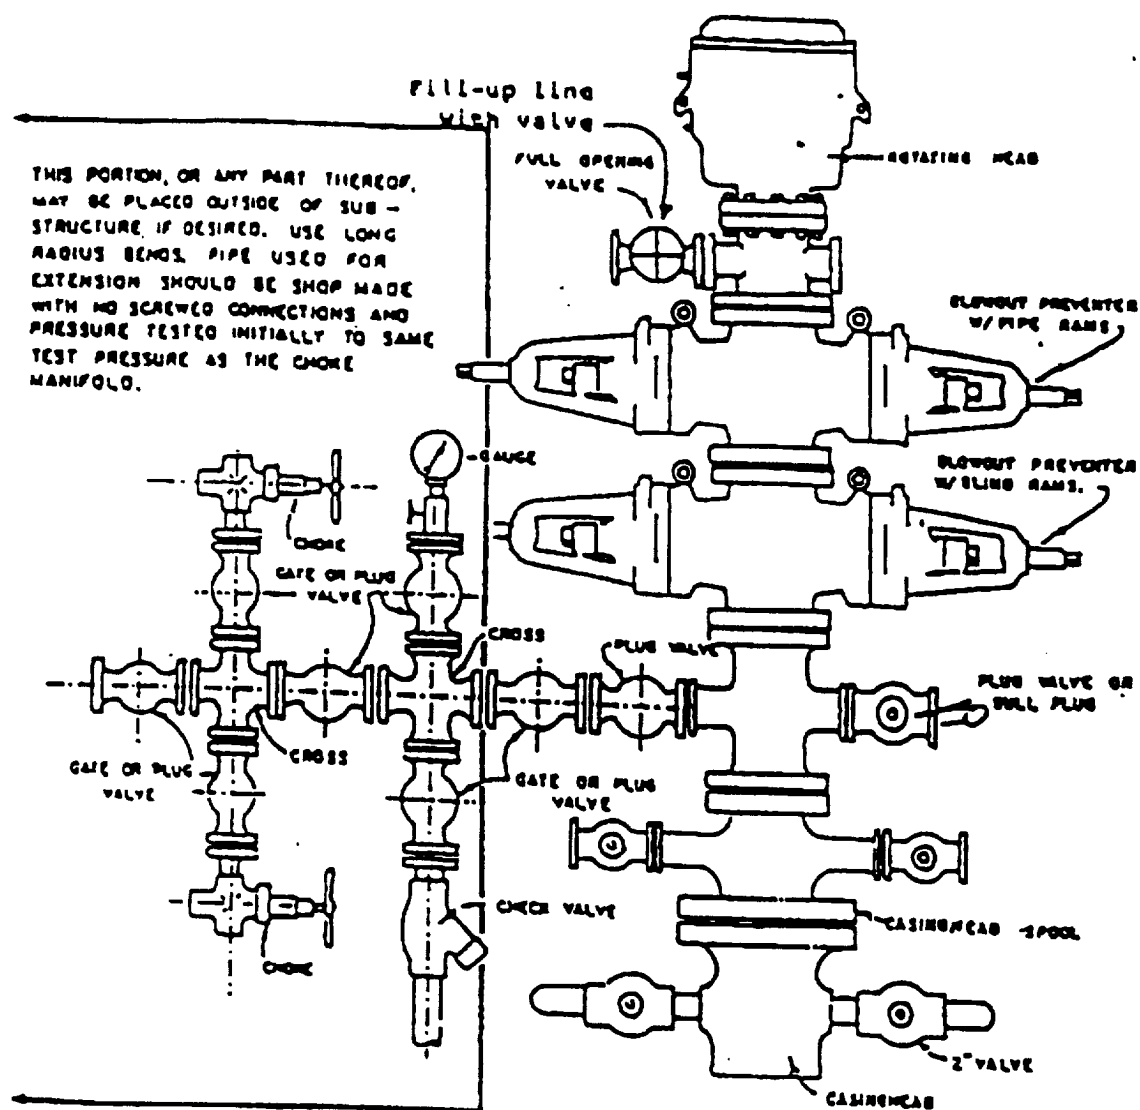 Fill-up line
with valve
FULL OPENING
VALVE
ROTATING HEAD
THIS PORTION, OR ANY PART THEREOF,
MAY BE PLACED OUTSIDE OF SUB-
STRUCTURE IF DESIRED. USE LONG
RADIUS BENDS. PIPE USED FOR
EXTENSION SHOULD BE SHOP MADE
WITH NO SCREWED CONNECTIONS AND
PRESSURE TESTED INITIALLY TO SAME
TEST PRESSURE AS THE CHOKE
MANIFOLD.
BLOWOUT PREVENTER
W/ PIPE RAMS.
GAUGE
BLOWOUT PREVENTER
W/ BLIND RAMS.
CHOKE
GATE OR PLUG
VALVE
CROSS
PLUG VALVE
PLUG VALVE OR
BULL PLUG
CROSS
GATE OR PLUG
VALVE
GATE OR PLUG
VALVE
CHECK VALVE
CASINGHEAD SPOOL
CHOKE
2" VALVE
CASINGHEAD